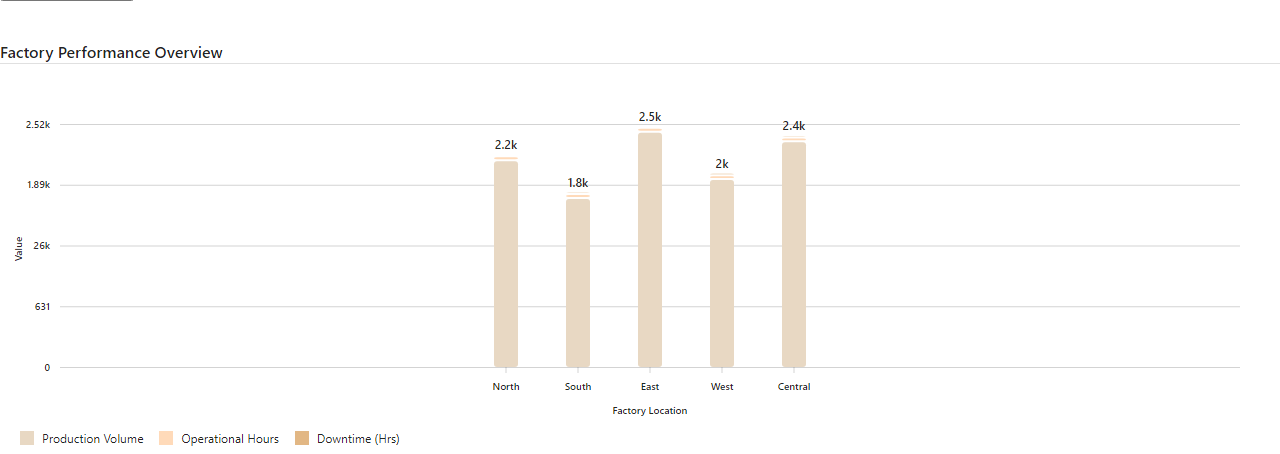 Factory Performance Overview
2.52k
1.89k
26k
631
0
Value
2.2k
1.8k
2.5k
2k
2.4k
North
South
East
West
Central
Factory Location
Production Volume
Operational Hours
Downtime (Hrs)